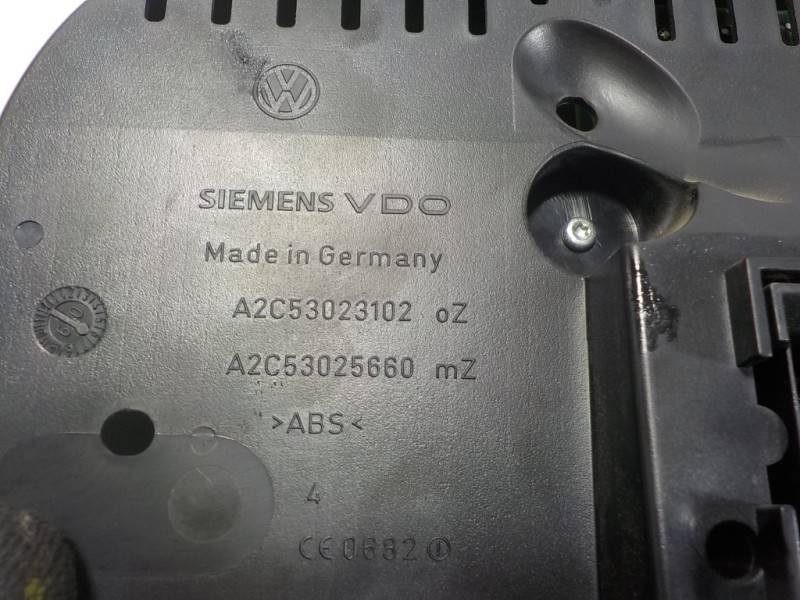 SIEMENS VDO
Made in Germany
A2C53023102 oZ
A2C53025660 mZ
>ABS<
4
CE0682